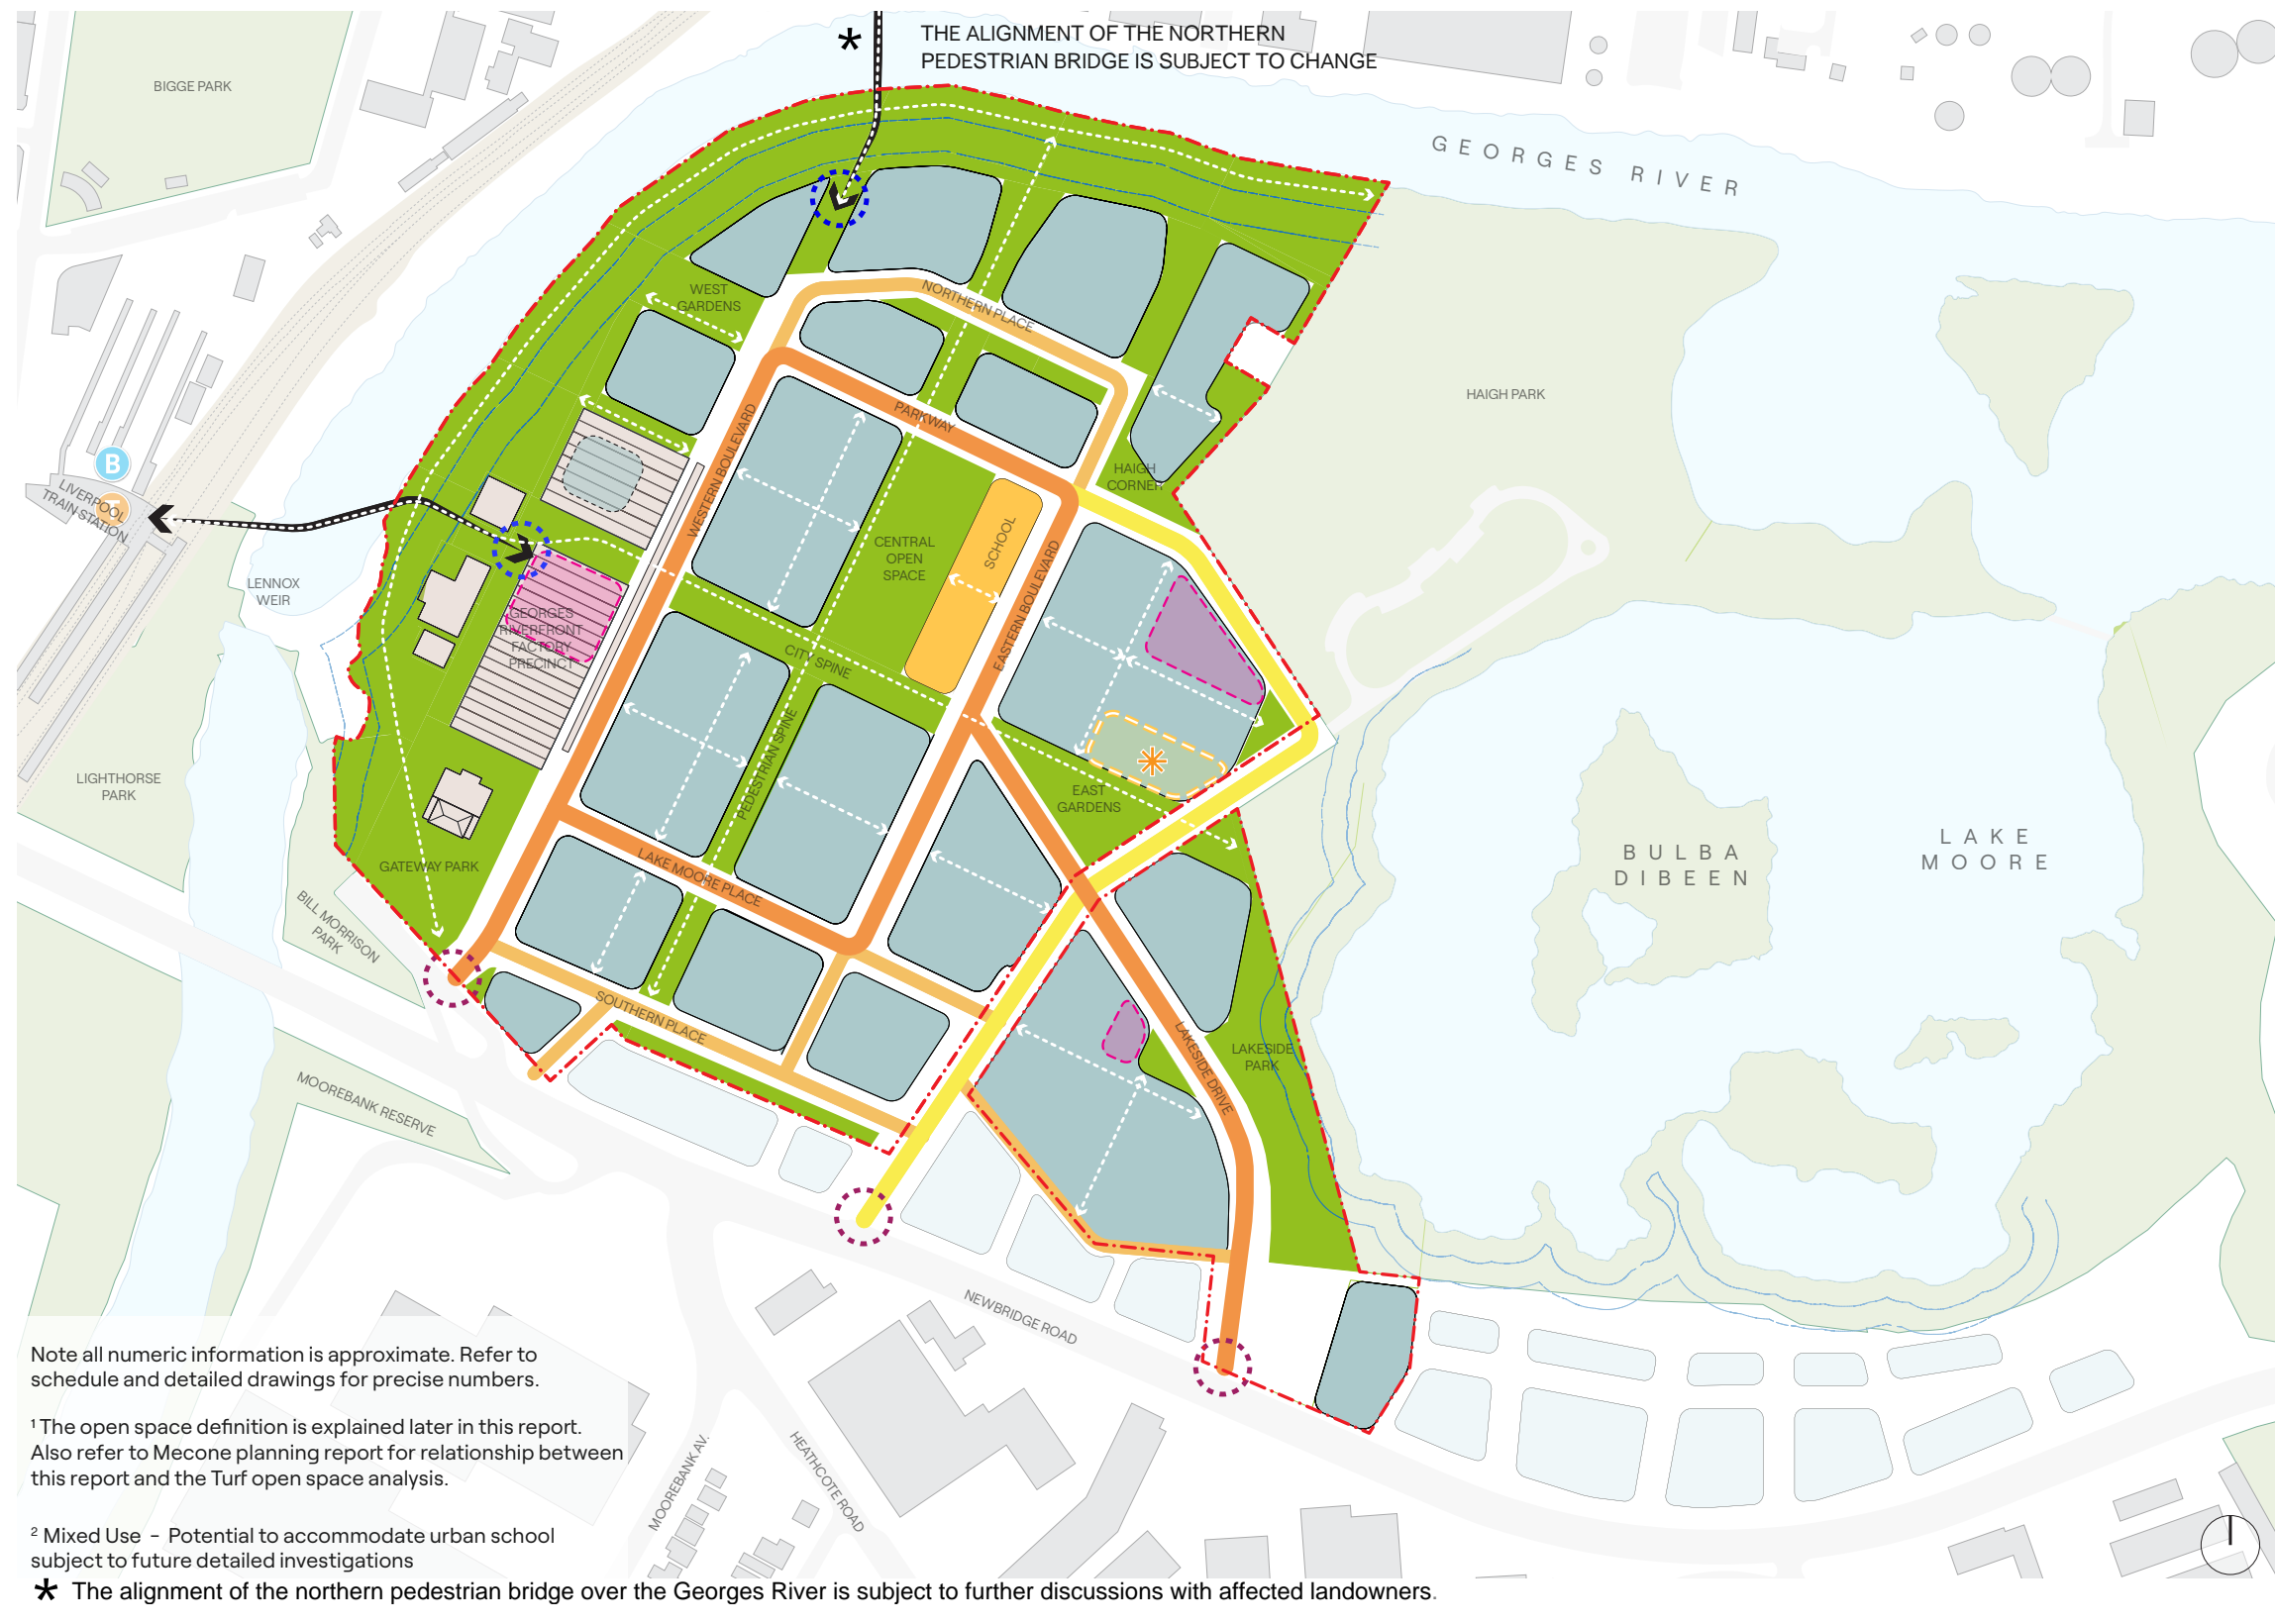 *
THE ALIGNMENT OF THE NORTHERN
PEDESTRIAN BRIDGE IS SUBJECT TO CHANGE
BIGGE PARK
GEORGES RIVER
WEST
GARDENS
NORTHERN PLACE
HAIGH PARK
PARKWAY
WESTERN BOULEVARD
B
LIVERPOOL
TRAIN STATION
T
HAIGH
CORNER
CENTRAL
OPEN
SPACE
SCHOOL
EASTERN BOULEVARD
LENNOX
WEIR
GEORGES
RIVERFRONT
FACTORY
PRECINCT
CITY SPINE
PEDESTRIAN SPINE
LIGHTHORSE
PARK
EAST
GARDENS
GATEWAY PARK
LAKE MOORE PLACE
BULBA
DIBEEN
LAKE
MOORE
BILL MORRISON
PARK
SOUTHERN PLACE
LAKESIDE DRIVE
LAKESIDE
PARK
MOOREBANK RESERVE
NEWBRIDGE ROAD
MOOREBANK AV.
HEATHCOTE ROAD
Note all numeric information is approximate. Refer to
schedule and detailed drawings for precise numbers.
¹ The open space definition is explained later in this report.
Also refer to Mecone planning report for relationship between
this report and the Turf open space analysis.
² Mixed Use - Potential to accommodate urban school
subject to future detailed investigations
* The alignment of the northern pedestrian bridge over the Georges River is subject to further discussions with affected landowners.